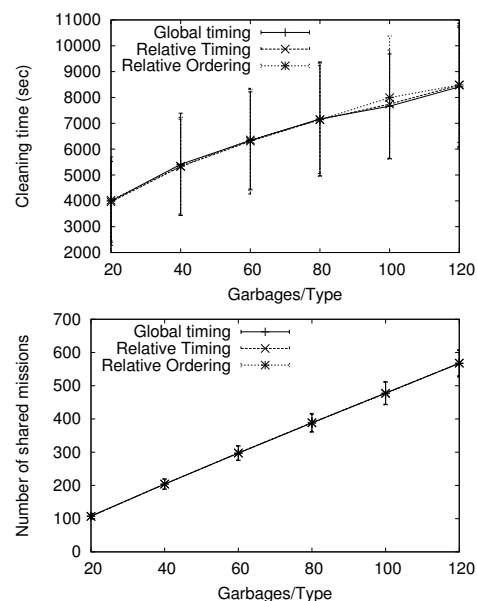 11000
10000
9000
8000
7000
6000
5000
4000
3000
2000
Cleaning time (sec)
Global timing
Relative Timing
Relative Ordering
20 40 60 80 100 120
Garbages/Type
700
600
500
400
300
200
100
0
Number of shared missions
Global timing
Relative Timing
Relative Ordering
20 40 60 80 100 120
Garbages/Type